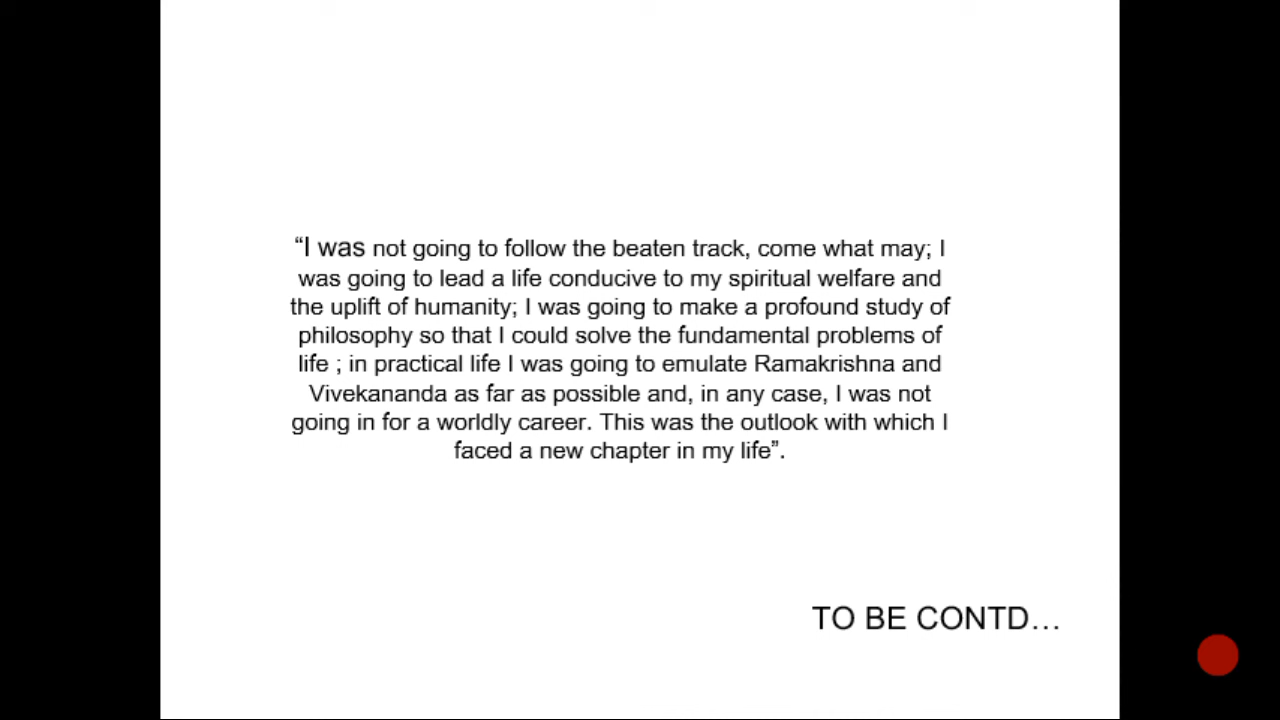 “I was not going to follow the beaten track, come what may; I
was going to lead a life conducive to my spiritual welfare and
the uplift of humanity; I was going to make a profound study of
philosophy so that I could solve the fundamental problems of
life ; in practical life I was going to emulate Ramakrishna and
Vivekananda as far as possible and, in any case, I was not
going in for a worldly career. This was the outlook with which I
faced a new chapter in my life”.
TO BE CONTD…